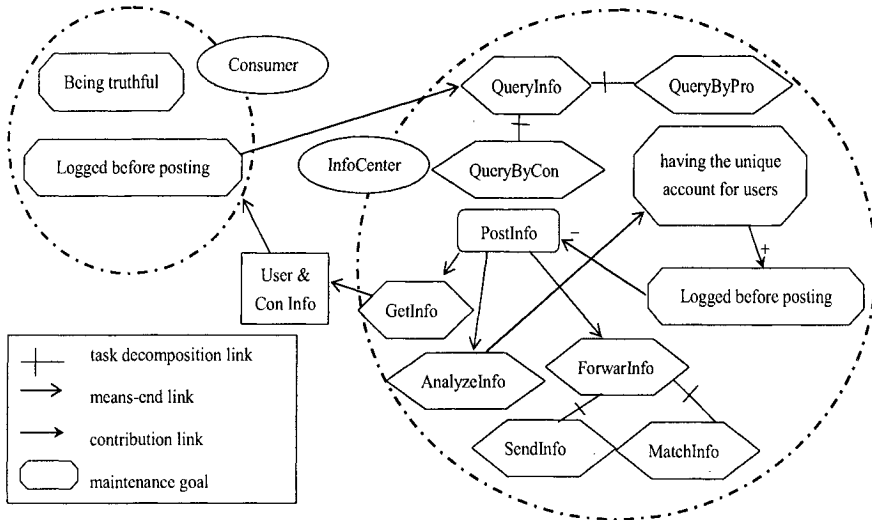 Being truthful
Consumer
Logged before posting
QueryInfo
QueryByPro
InfoCenter
QueryByCon
having the unique
account for users
PostInfo
−
+
User &
Con Info
GetInfo
Logged before posting
AnalyzeInfo
ForwarInfo
SendInfo
MatchInfo
task decomposition link
means-end link
contribution link
maintenance goal